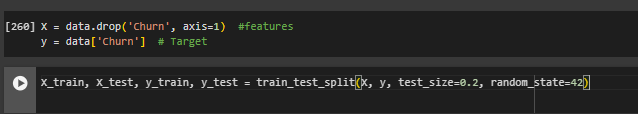 [260] X = data.drop('Churn', axis=1)  #features
y = data['Churn']  # Target
X_train, X_test, y_train, y_test = train_test_split(X, y, test_size=0.2, random_state=42)